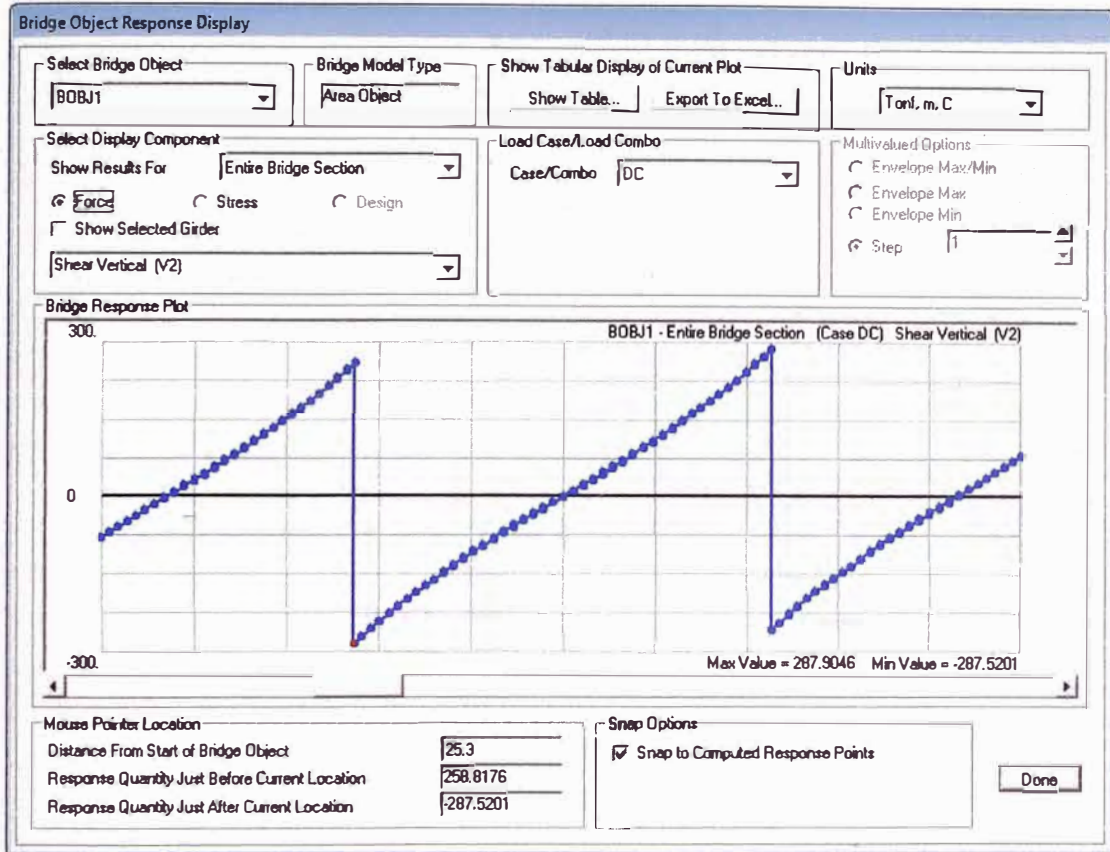 Bridge Object Response Display
Select Bridge Object
BOBJ1
Bridge Model Type
Area Object
Show Tabular Display of Current Plot
Show Table...
Export To Excel...
Units
Tonf, m, C
Select Display Component
Show Results For
Entire Bridge Section
Force
Stress
Design
Show Selected Girder
Shear Vertical (V2)
Load Case/Load Combo
Case/Combo
DC
Multivalued Options
Envelope Max/Min
Envelope Max
Envelope Min
Step
1
Bridge Response Plot
300.
BOBJ1 - Entire Bridge Section (Case DC) Shear Vertical (V2)
0
-300.
Max Value = 287.9046 Min Value = -287.5201
Mouse Pointer Location
Distance From Start of Bridge Object
25.3
Response Quantity Just Before Current Location
258.8176
Response Quantity Just After Current Location
-287.5201
Snap Options
Snap to Computed Response Points
Done